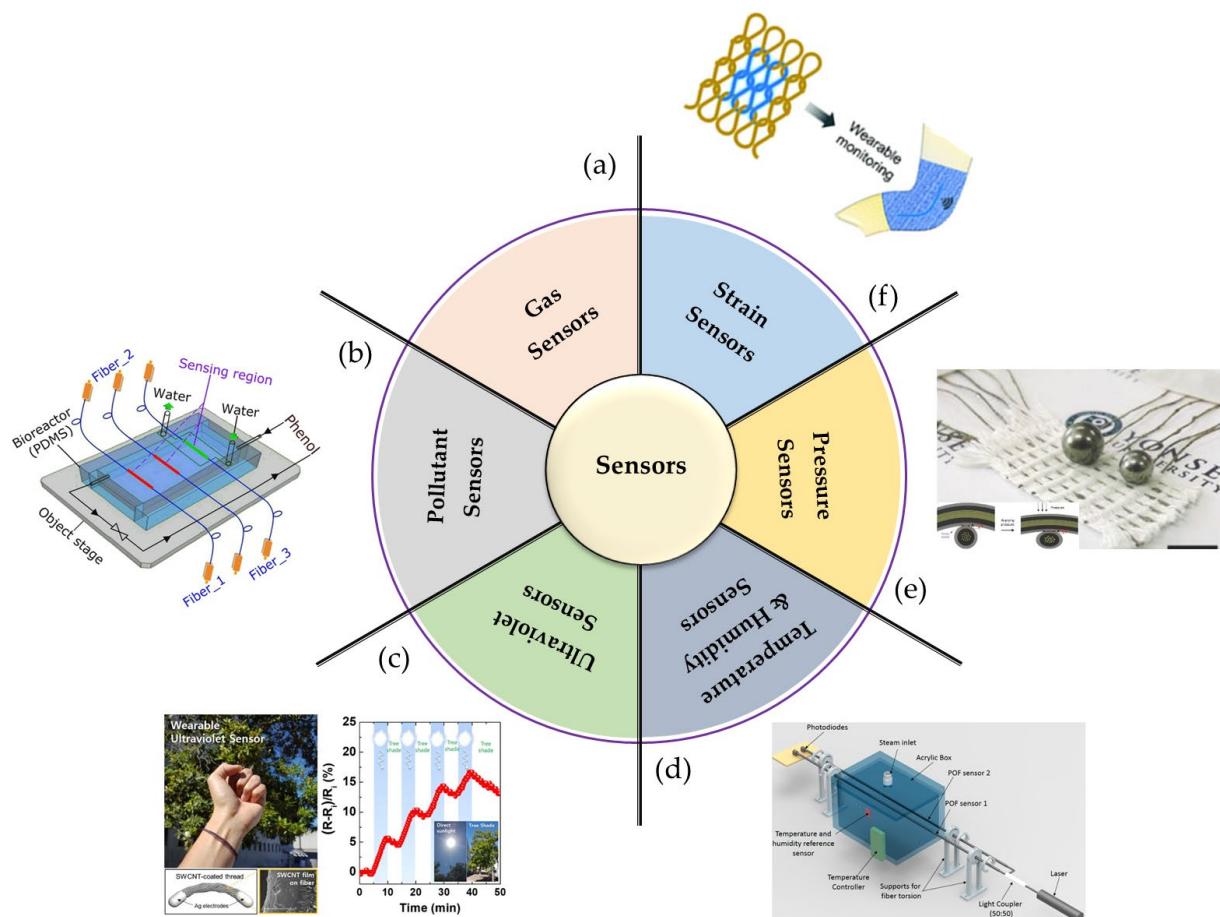 Wearable
monitoring
(a)
Gas
Sensors
Strain
Sensors
(f)
(b)
Fiber_2
Sensing region
Water
Water
Bioreactor
(PDMS)
Phenol
Object stage
Fiber_1
Fiber_3
Pollutant
Sensors
Sensors
Pressure
Sensors
YONSE
UNIVERSITY
(e)
Ultraviolet
Sensors
Temperature
& Humidity
Sensors
(c)
(d)
Wearable
Ultraviolet Sensor
SWCNT-coated thread
Ag electrodes
SWCNT film
on fiber
(R-Ri)/Ri (%)
25
20
15
10
5
0
Tree
shade
Tree
shade
Tree
shade
Tree
shade
Direct
sunlight
Tree Shade
0 10 20 30 40 50
Time (min)
Photodiodes
Steam inlet
Acrylic Box
POF sensor 2
POF sensor 1
Temperature and
humidity reference
sensor
Temperature
Controller
Supports for
fiber torsion
Laser
Light Coupler
(50:50)